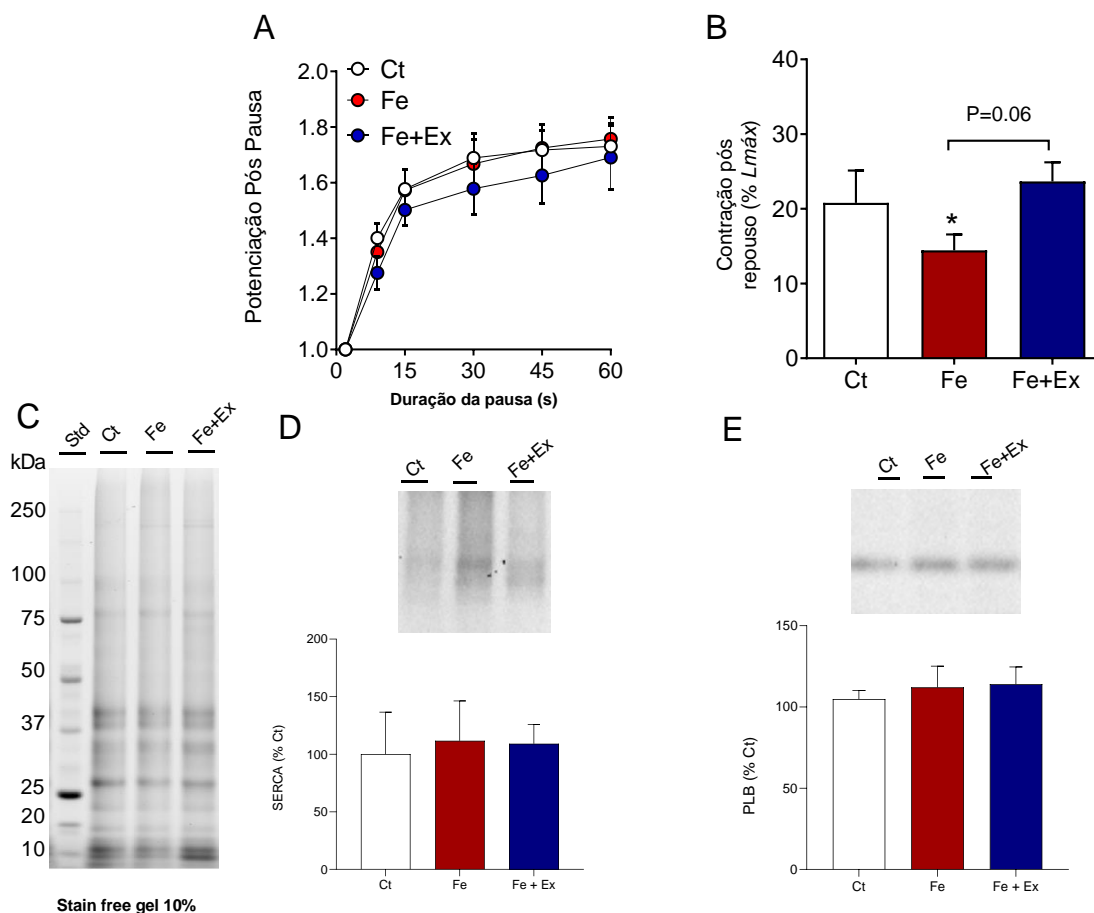 A
Potenciação Pós Pausa
2.0
1.8
1.6
1.4
1.2
1.0
0
15
30
45
60
Duração da pausa (s)
Ct
Fe
Fe+Ex
B
Contração pós
repouso (% Lmáx)
40
30
20
10
0
P=0.06
*
Ct
Fe
Fe+Ex
C
kDa
Std
Ct
Fe
Fe+Ex
250
100
75
50
37
25
20
10
Stain free gel 10%
D
Ct
Fe
Fe+Ex
SERCA (% Ct)
200
150
100
50
0
Ct
Fe
Fe + Ex
E
Ct
Fe
Fe+Ex
PLB (% Ct)
150
100
50
0
Ct
Fe
Fe + Ex